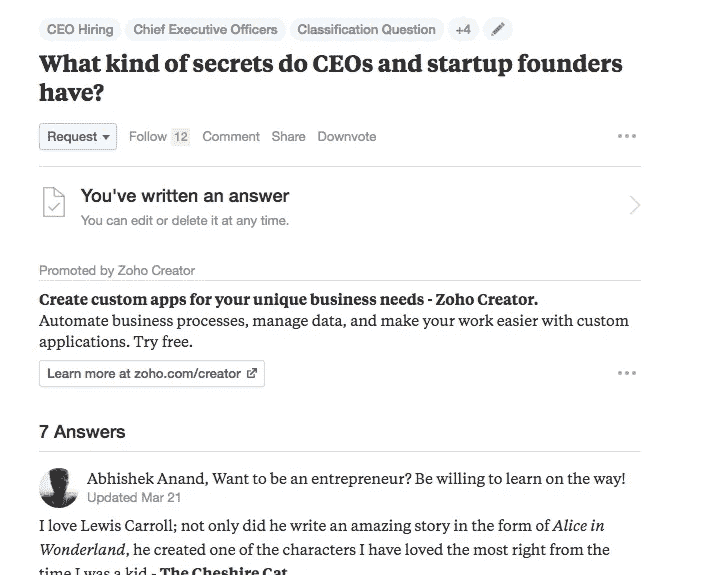 CEO Hiring Chief Executive Officers Classification Question +4
What kind of secrets do CEOs and startup founders
have?
Request Follow 12 Comment Share Downvote
You've written an answer
You can edit or delete it at any time.
Promoted by Zoho Creator
Create custom apps for your unique business needs - Zoho Creator.
Automate business processes, manage data, and make your work easier with custom
applications. Try free.
Learn more at zoho.com/creator
7 Answers
Abhishek Anand, Want to be an entrepreneur? Be willing to learn on the way!
Updated Mar 21
I love Lewis Carroll; not only did he write an amazing story in the form of Alice in
Wonderland, he created one of the characters I have loved the most right from the
time I was a kid - The Cheshire Cat